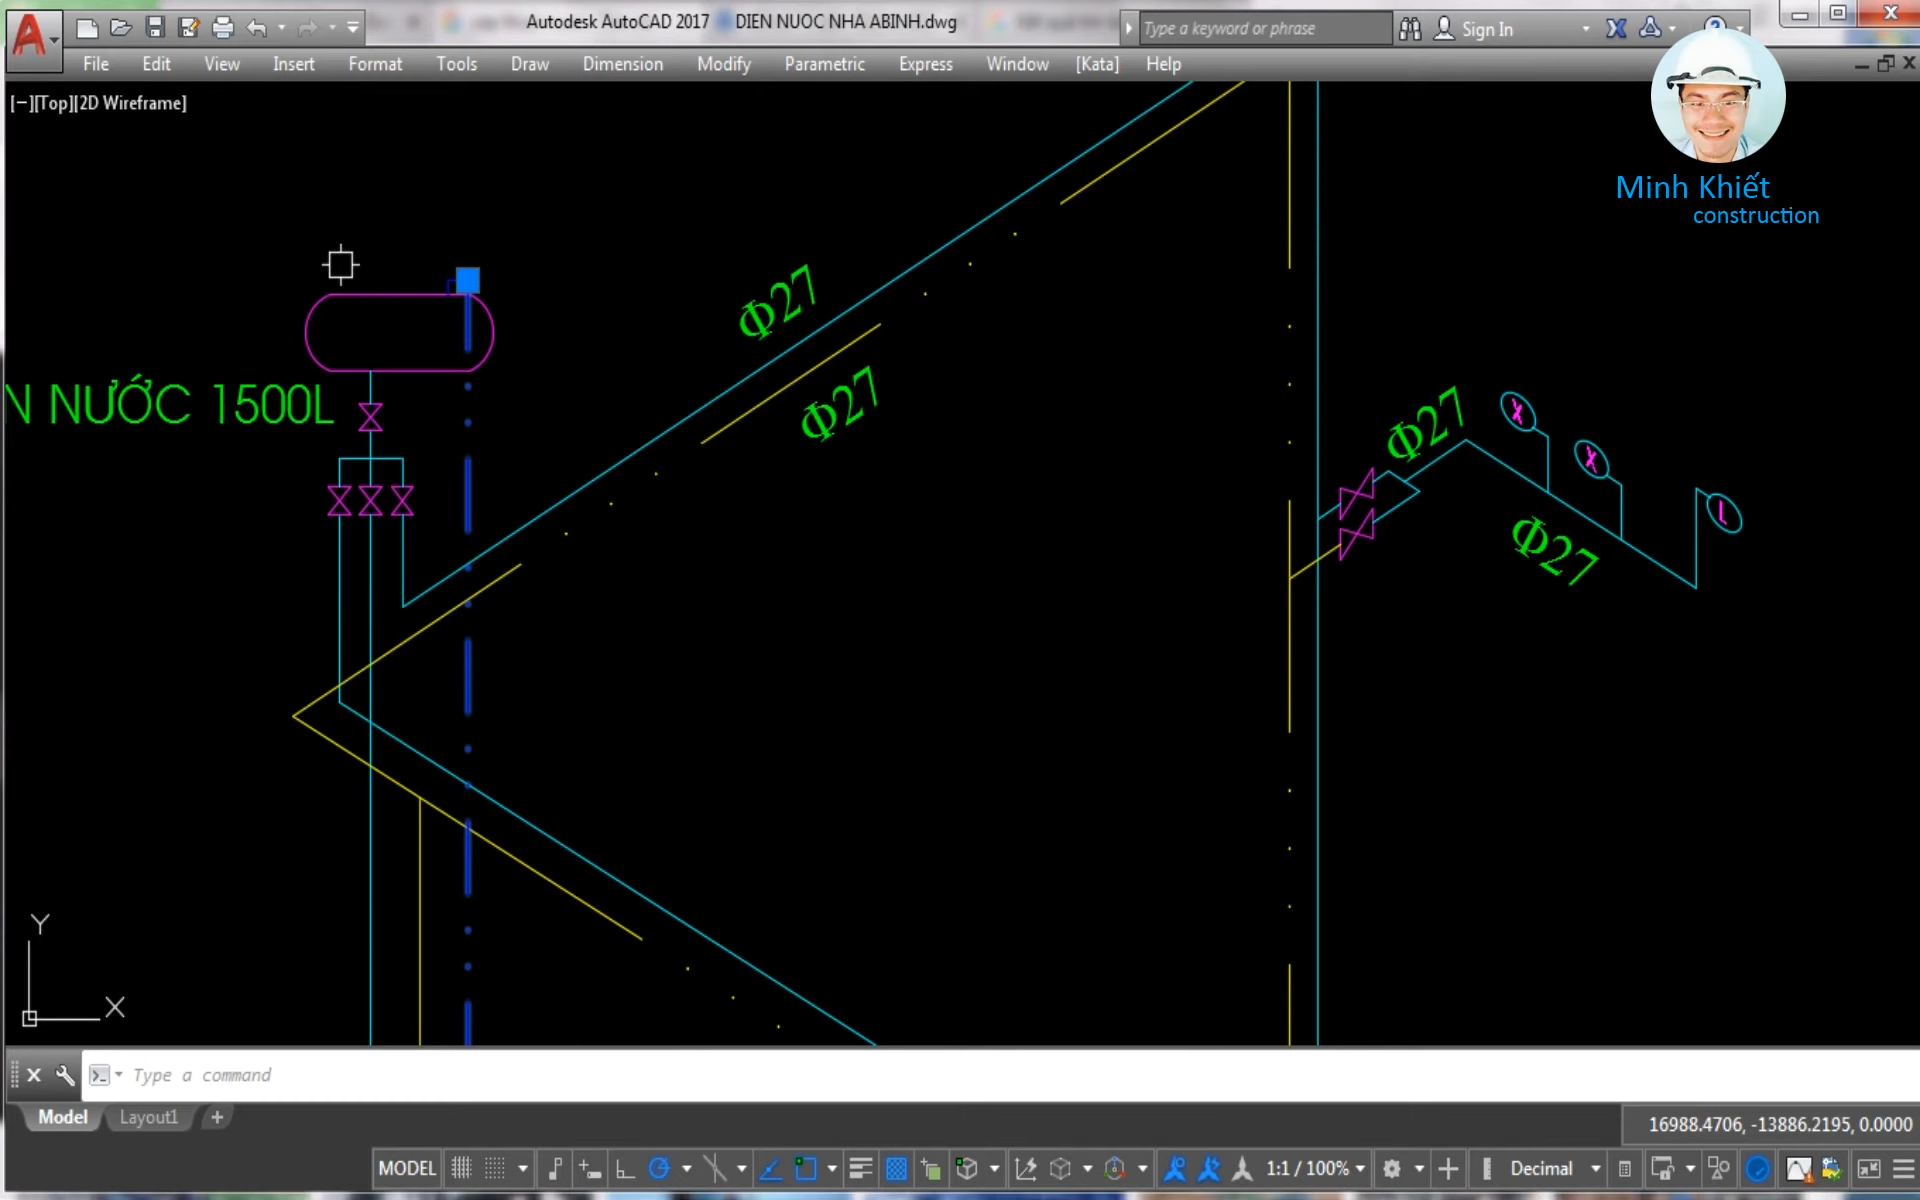 Autodesk AutoCAD 2017 DIEN NUOC NHA ABINH.dwg
Type a keyword or phrase
Sign In
File Edit View Insert Format Tools Draw Dimension Modify Parametric Express Window [Kata] Help
[−][Top][2D Wireframe]
Minh Khiết
construction
Φ27
Φ27
N NƯỚC 1500L
Φ27
X
X
L
Φ27
Y
X
Type a command
Model Layout1 +
16988.4706, -13886.2195, 0.0000
MODEL 1:1 / 100% Decimal